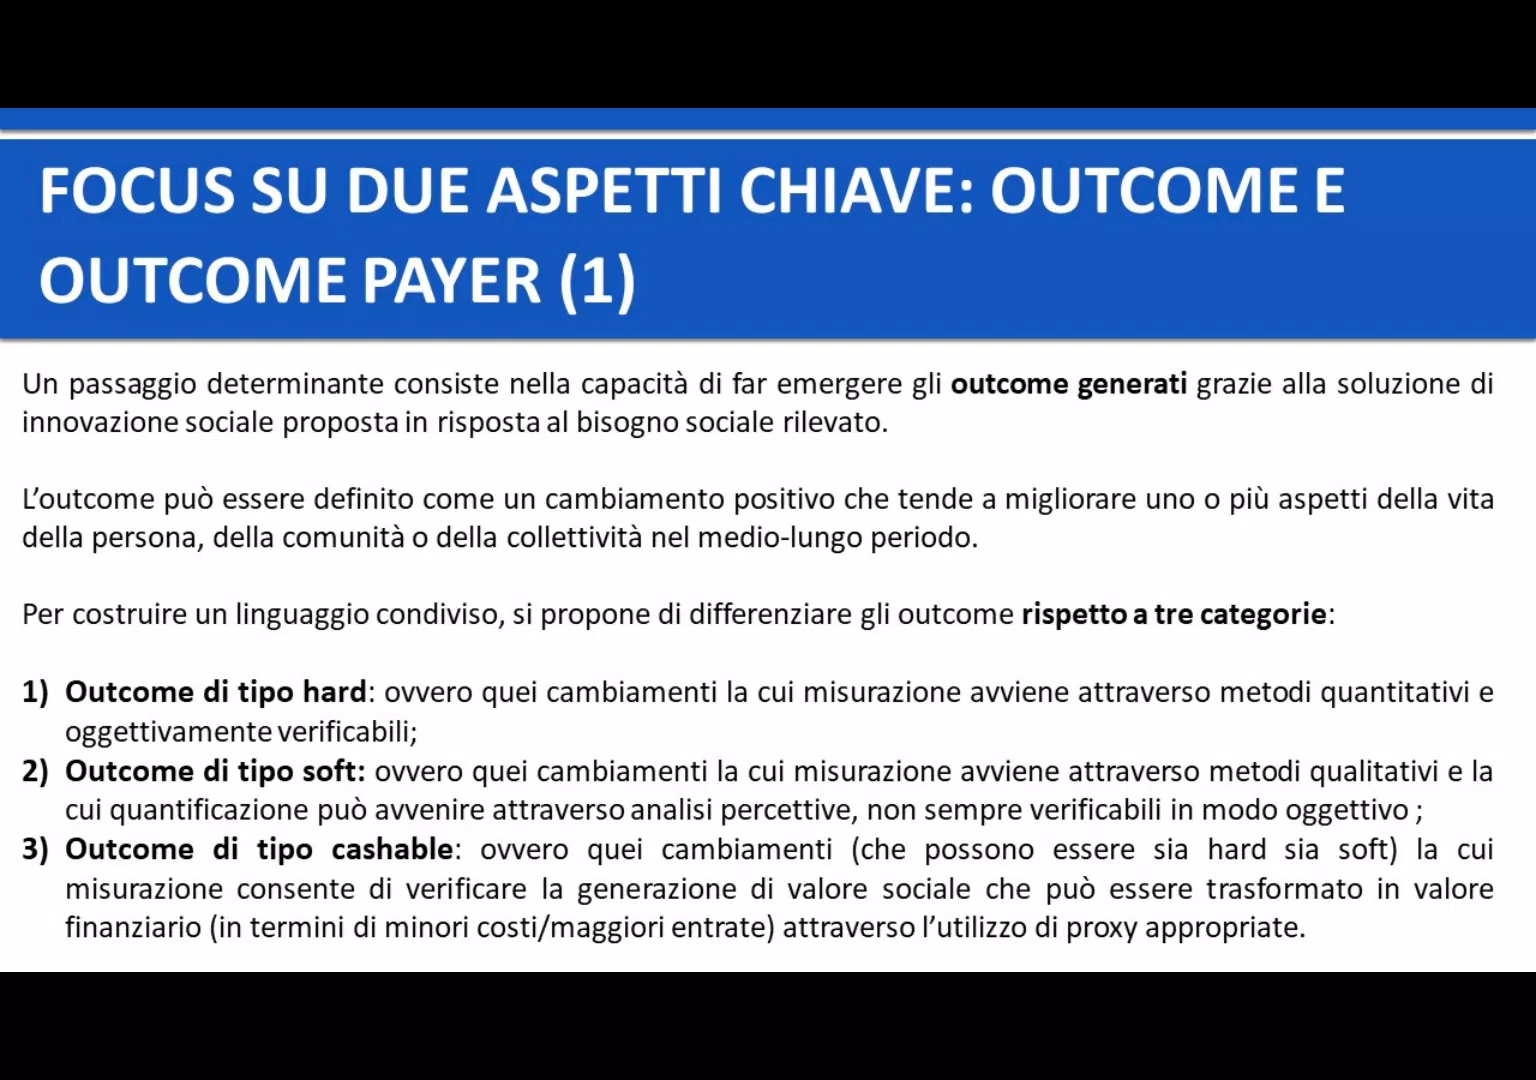 FOCUS SU DUE ASPETTI CHIAVE: OUTCOME E
OUTCOME PAYER (1)
Un passaggio determinante consiste nella capacità di far emergere gli outcome generati grazie alla soluzione di
innovazione sociale proposta in risposta al bisogno sociale rilevato.
L’outcome può essere definito come un cambiamento positivo che tende a migliorare uno o più aspetti della vita
della persona, della comunità o della collettività nel medio-lungo periodo.
Per costruire un linguaggio condiviso, si propone di differenziare gli outcome rispetto a tre categorie:
1) Outcome di tipo hard: ovvero quei cambiamenti la cui misurazione avviene attraverso metodi quantitativi e
oggettivamente verificabili;
2) Outcome di tipo soft: ovvero quei cambiamenti la cui misurazione avviene attraverso metodi qualitativi e la
cui quantificazione può avvenire attraverso analisi percettive, non sempre verificabili in modo oggettivo ;
3) Outcome di tipo cashable: ovvero quei cambiamenti (che possono essere sia hard sia soft) la cui
misurazione consente di verificare la generazione di valore sociale che può essere trasformato in valore
finanziario (in termini di minori costi/maggiori entrate) attraverso l’utilizzo di proxy appropriate.